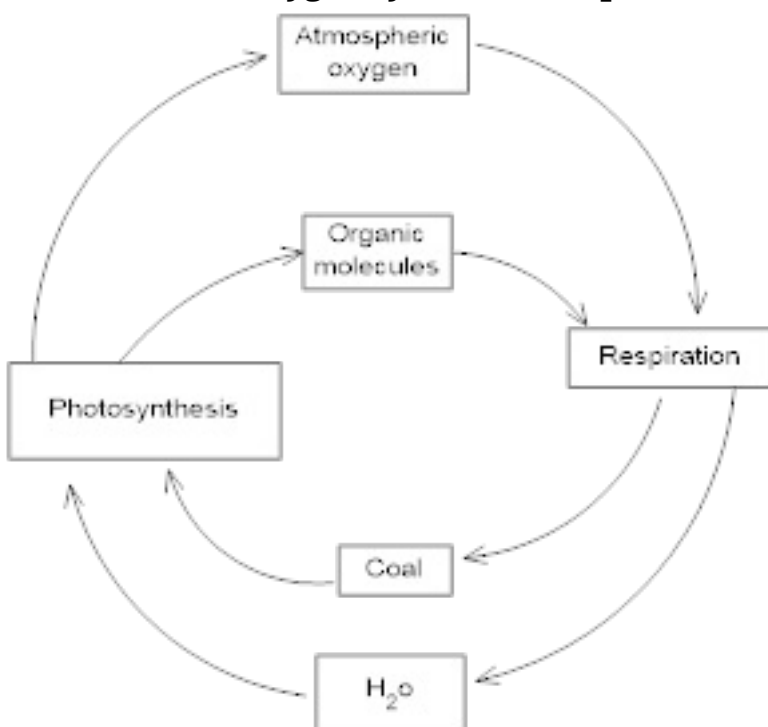 Atmospheric
oxygen
Organic
molecules
Respiration
Photosynthesis
Coal
H₂o